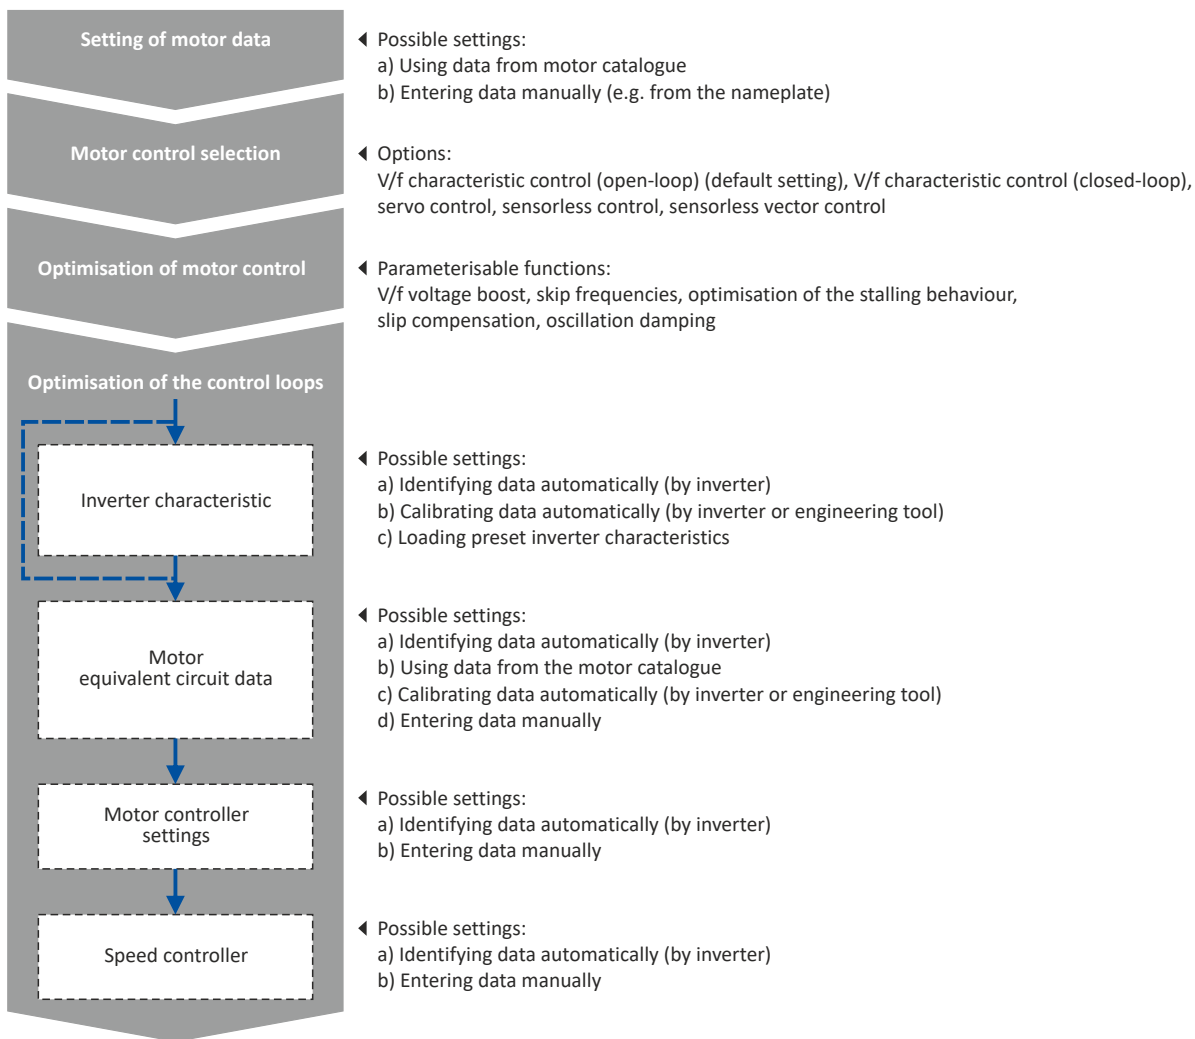 Setting of motor data
Possible settings:
a) Using data from motor catalogue
b) Entering data manually (e.g. from the nameplate)
Motor control selection
Options:
V/f characteristic control (open-loop) (default setting), V/f characteristic control (closed-loop),
servo control, sensorless control, sensorless vector control
Optimisation of motor control
Parameterisable functions:
V/f voltage boost, skip frequencies, optimisation of the stalling behaviour,
slip compensation, oscillation damping
Optimisation of the control loops
Inverter characteristic
Possible settings:
a) Identifying data automatically (by inverter)
b) Calibrating data automatically (by inverter or engineering tool)
c) Loading preset inverter characteristics
Motor
equivalent circuit data
Possible settings:
a) Identifying data automatically (by inverter)
b) Using data from the motor catalogue
c) Calibrating data automatically (by inverter or engineering tool)
d) Entering data manually
Motor controller
settings
Possible settings:
a) Identifying data automatically (by inverter)
b) Entering data manually
Speed controller
Possible settings:
a) Identifying data automatically (by inverter)
b) Entering data manually